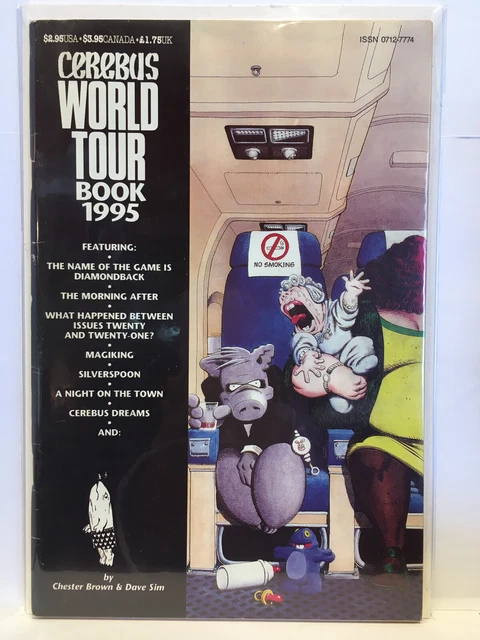 $2.95USA•$3.95CANADA•£1.75UK
ISSN 0712-7774
CEREBUS
WORLD
TOUR
BOOK
1995
FEATURING:
•
THE NAME OF THE GAME IS
DIAMONDBACK
•
THE MORNING AFTER
•
WHAT HAPPENED BETWEEN
ISSUES TWENTY
AND TWENTY-ONE?
•
MAGIKING
•
SILVERSPOON
•
A NIGHT ON THE TOWN
•
CEREBUS DREAMS
•
AND:
by
Chester Brown & Dave Sim
NO SMOKING